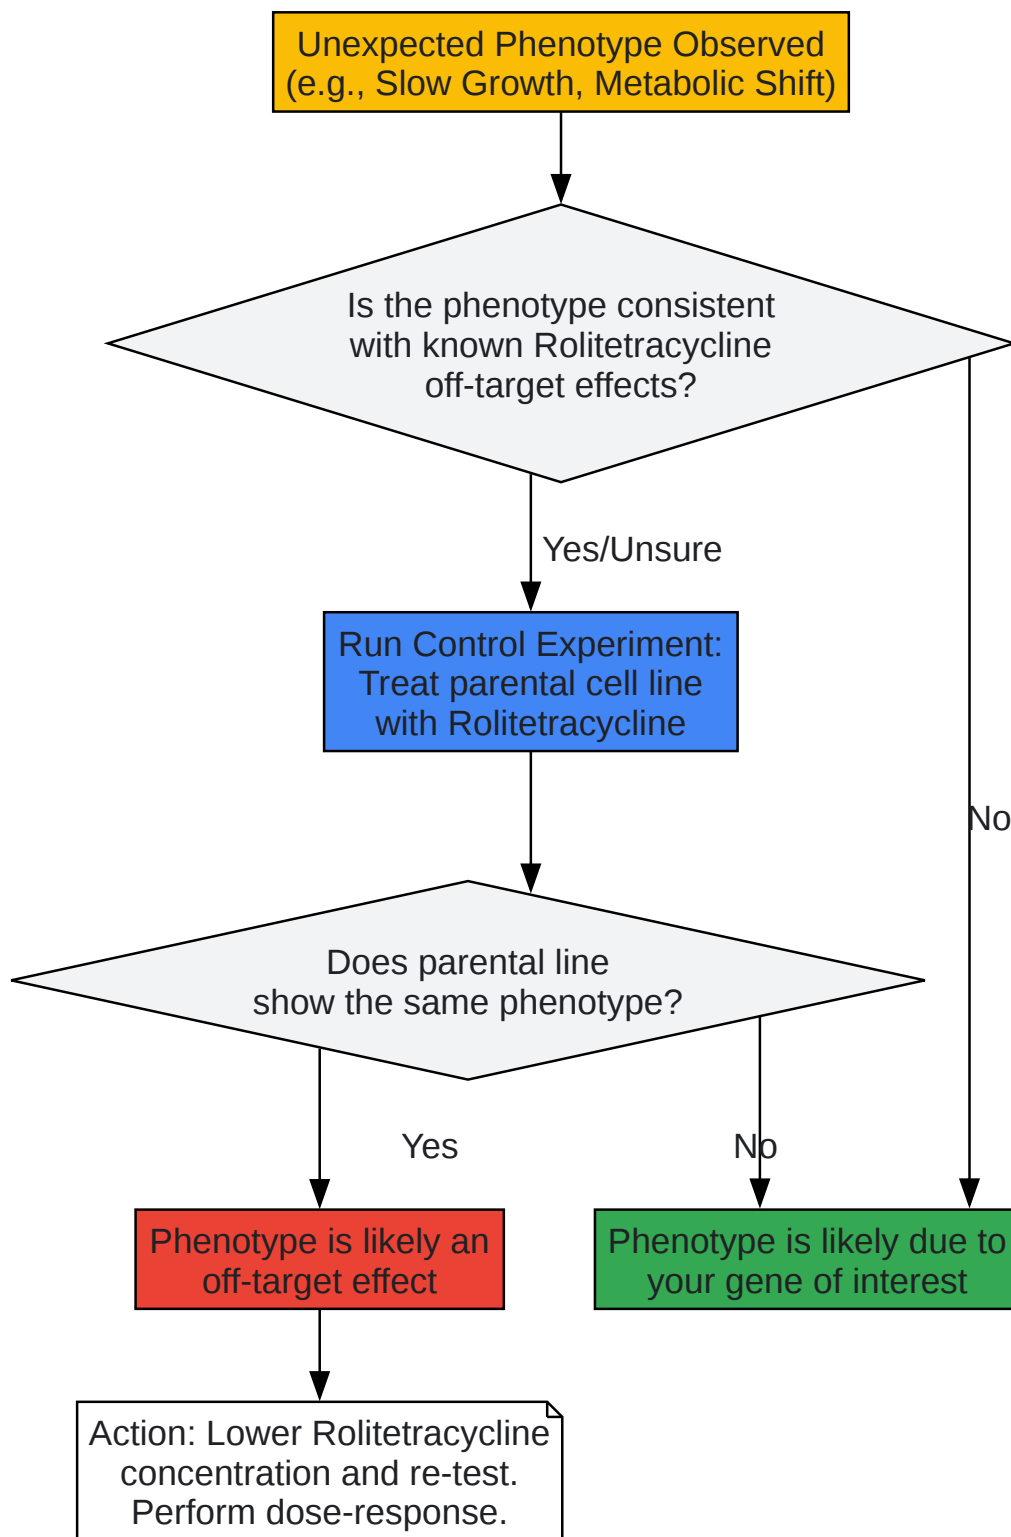 Unexpected Phenotype Observed
(e.g., Slow Growth, Metabolic Shift)
Is the phenotype consistent
with known Rolitetracycline
off-target effects?
Yes/Unsure
Run Control Experiment:
Treat parental cell line
with Rolitetracycline
No
Does parental line
show the same phenotype?
Yes
No
Phenotype is likely an
off-target effect
Phenotype is likely due to
your gene of interest
Action: Lower Rolitetracycline
concentration and re-test.
Perform dose-response.